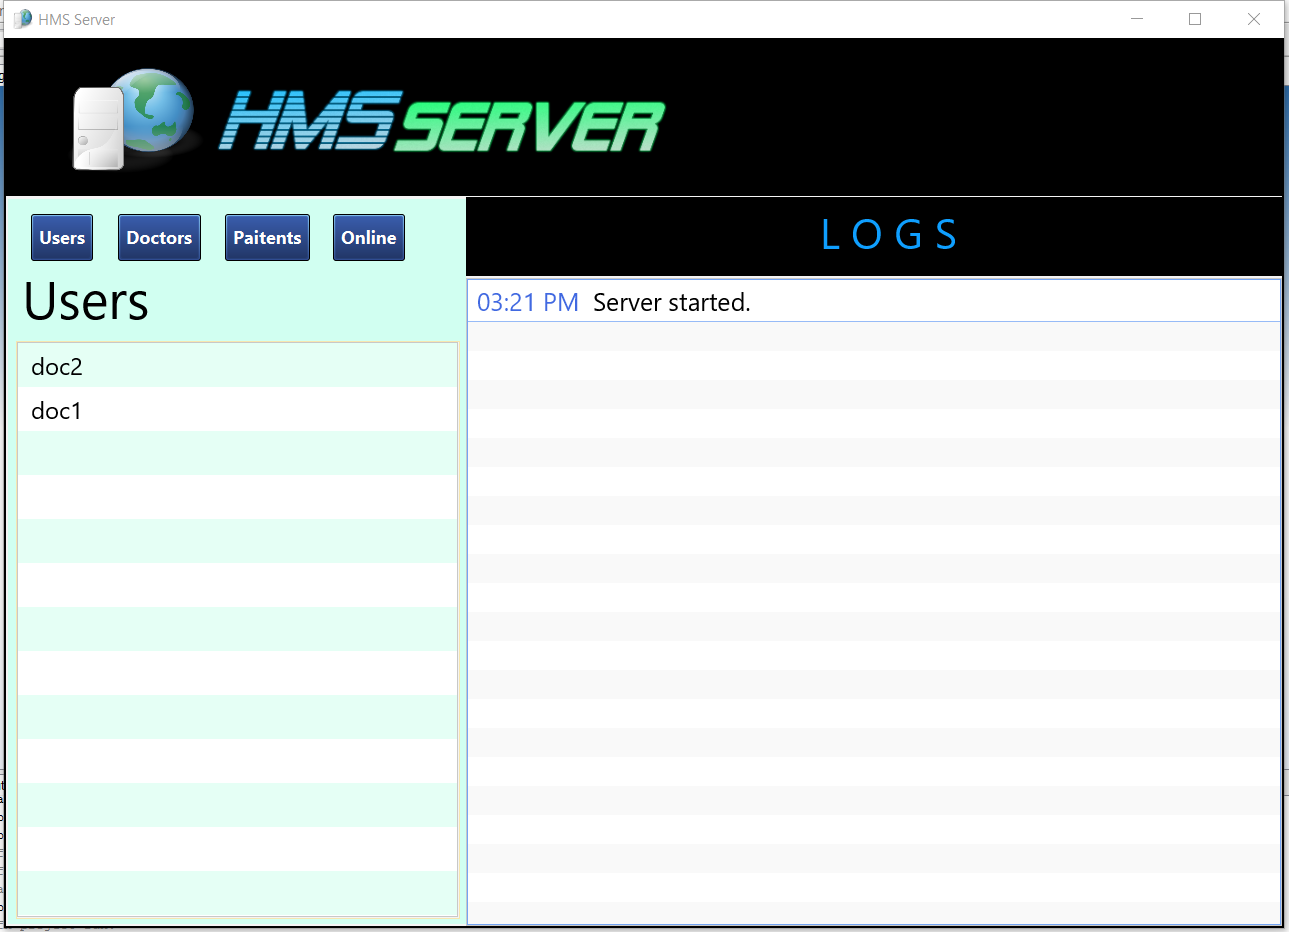 HMS Server
HMS SERVER
Users Doctors Paitents Online
LOGS
Users
03:21 PM Server started.
doc2
doc1